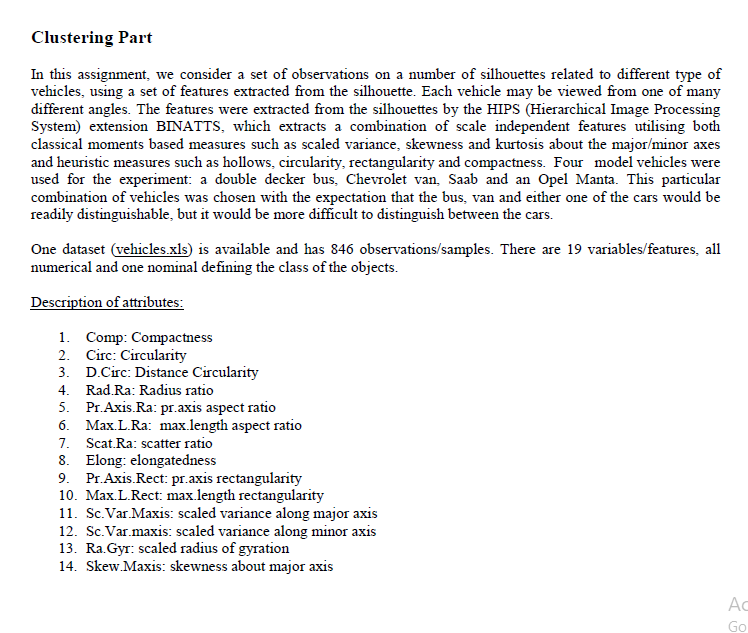 Clustering Part
In this assignment, we consider a set of observations on a number of silhouettes related to different type of
vehicles, using a set of features extracted from the silhouette. Each vehicle may be viewed from one of many
different angles. The features were extracted from the silhouettes by the HIPS (Hierarchical Image Processing
System) extension BINATTS, which extracts a combination of scale independent features utilising both
classical moments based measures such as scaled variance, skewness and kurtosis about the major/minor axes
and heuristic measures such as hollows, circularity, rectangularity and compactness. Four model vehicles were
used for the experiment: a double decker bus, Chevrolet van, Saab and an Opel Manta. This particular
combination of vehicles was chosen with the expectation that the bus, van and either one of the cars would be
readily distinguishable, but it would be more difficult to distinguish between the cars.
One dataset (vehicles.xls) is available and has 846 observations/samples. There are 19 variables/features, all
numerical and one nominal defining the class of the objects.
Description of attributes:
1. Comp: Compactness
2. Circ: Circularity
3. D.Circ: Distance Circularity
4. Rad.Ra: Radius ratio
5. Pr.Axis.Ra: pr.axis aspect ratio
6. Max.L.Ra: max.length aspect ratio
7. Scat.Ra: scatter ratio
8. Elong: elongatedness
9. Pr.Axis.Rect: pr.axis rectangularity
10. Max.L.Rect: max.length rectangularity
11. Sc.Var.Maxis: scaled variance along major axis
12. Sc.Var.maxis: scaled variance along minor axis
13. Ra.Gyr: scaled radius of gyration
14. Skew.Maxis: skewness about major axis
Ac
Go